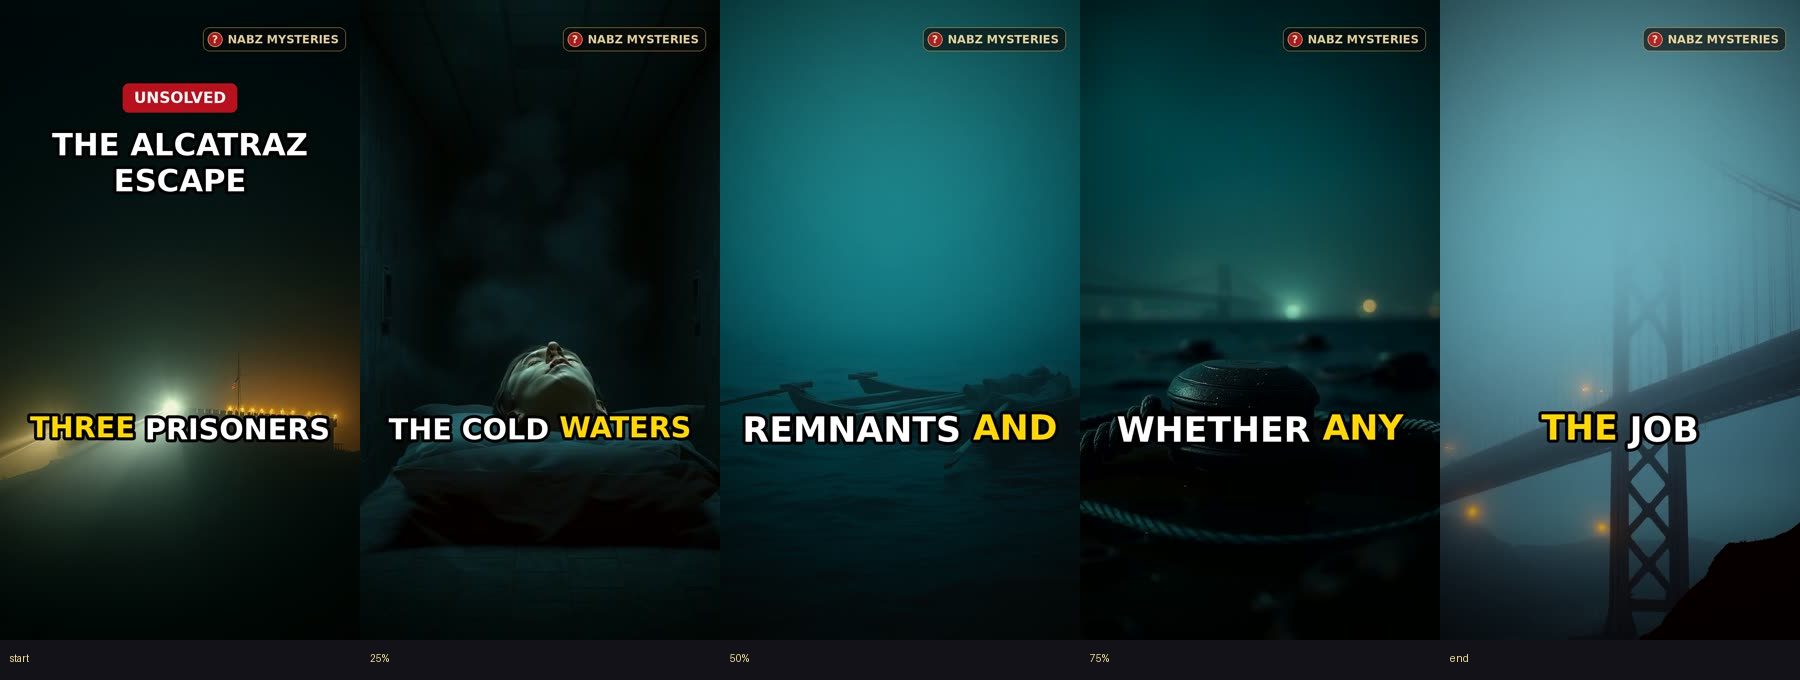 ? NABZ MYSTERIES
UNSOLVED
THE ALCATRAZ
ESCAPE
THREE PRISONERS
start
? NABZ MYSTERIES
THE COLD WATERS
25%
? NABZ MYSTERIES
REMNANTS AND
50%
? NABZ MYSTERIES
WHETHER ANY
75%
? NABZ MYSTERIES
THE JOB
end